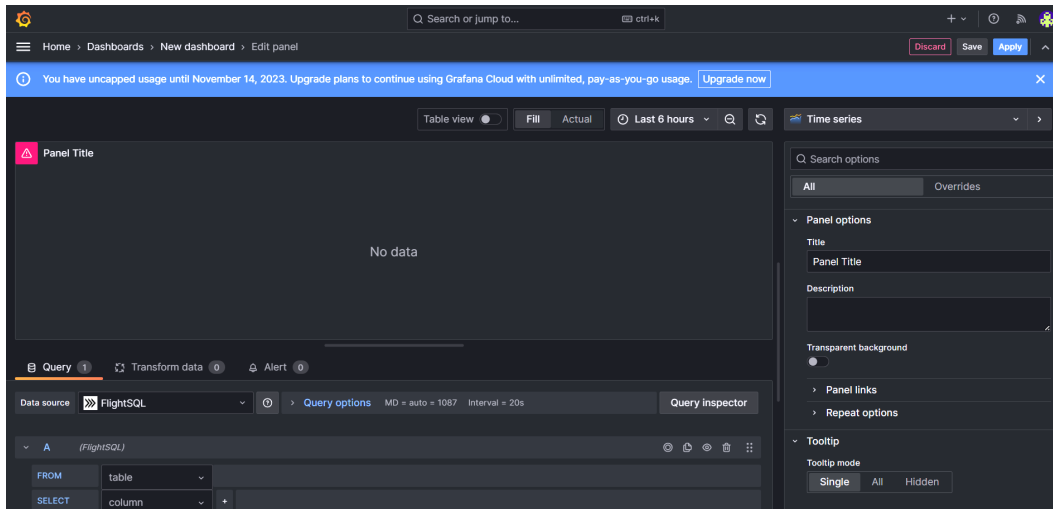 Search or jump to... ctrl+k
Home › Dashboards › New dashboard › Edit panel Discard Save Apply
You have uncapped usage until November 14, 2023. Upgrade plans to continue using Grafana Cloud with unlimited, pay-as-you-go usage. Upgrade now
Table view Fill Actual Last 6 hours Time series
Panel Title
Search options
All Overrides
Panel options
Title
Panel Title
No data
Description
Transparent background
Query 1 Transform data 0 Alert 0
Panel links
Data source FlightSQL Query options MD = auto = 1087 Interval = 20s Query inspector
Repeat options
Tooltip
A (FlightSQL)
Tooltip mode
FROM table
Single All Hidden
SELECT column +